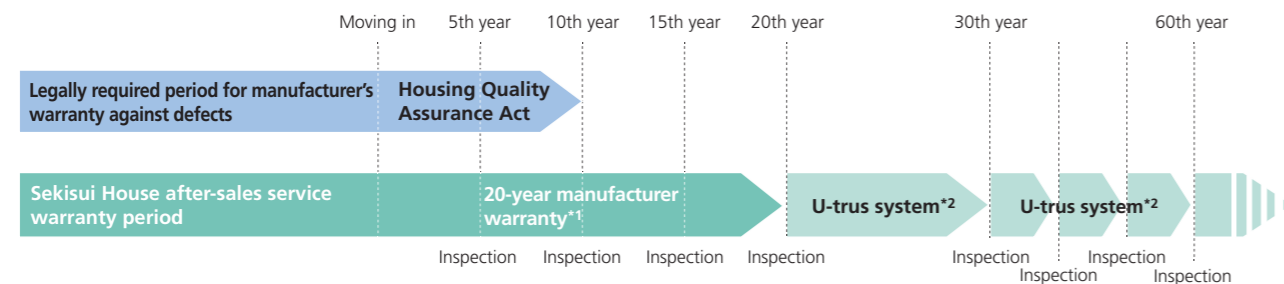 Moving in 5th year 10th year 15th year 20th year 30th year 60th year
Legally required period for manufacturer's
warranty against defects
Housing Quality
Assurance Act
Sekisui House after-sales service
warranty period
20-year manufacturer
warranty*1
U-trus system*2
U-trus system*2
Inspection Inspection Inspection Inspection Inspection Inspection
Inspection Inspection